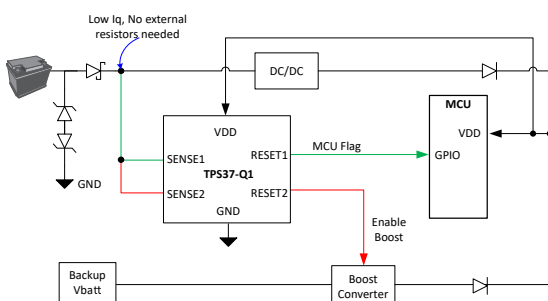 Low Iq, No external
resistors needed
DC/DC
MCU
VDD
VDD
SENSE1
RESET1
MCU Flag
GPIO
TPS37-Q1
GND
SENSE2
RESET2
GND
Enable
Boost
Backup
Vbatt
Boost
Converter